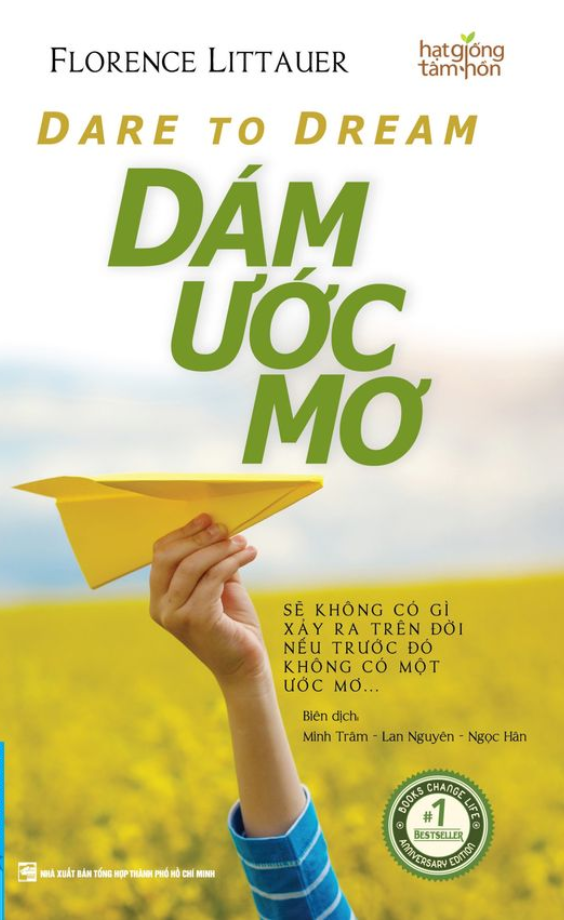 FLORENCE LITTAUER
hạt giống
tâm hồn
DARE TO DREAM
DÁM
ƯỚC
MƠ
SẼ KHÔNG CÓ GÌ
XẢY RA TRÊN ĐỜI
NẾU TRƯỚC ĐÓ
KHÔNG CÓ MỘT
ƯỚC MƠ...
Biên dịch:
Minh Trâm - Lan Nguyên - Ngọc Hân
BOOKS CHANGE LIFE
#1
BESTSELLER
ANNIVERSARY EDITION
NHÀ XUẤT BẢN TỔNG HỢP THÀNH PHỐ HỒ CHÍ MINH